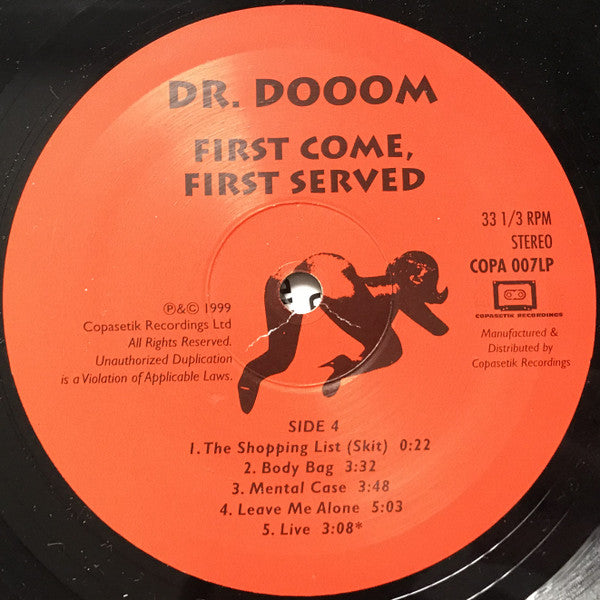 DR. DOOOM
FIRST COME,
FIRST SERVED
33 1/3 RPM
STEREO
COPA 007LP
COPASETIK RECORDINGS
Manufactured &
Distributed by
Copasetik Recordings
℗&© 1999
Copasetik Recordings Ltd
All Rights Reserved.
Unauthorized Duplication
is a Violation of Applicable Laws.
SIDE 4
1. The Shopping List (Skit) 0:22
2. Body Bag 3:32
3. Mental Case 3:48
4. Leave Me Alone 5:03
5. Live 3:08*